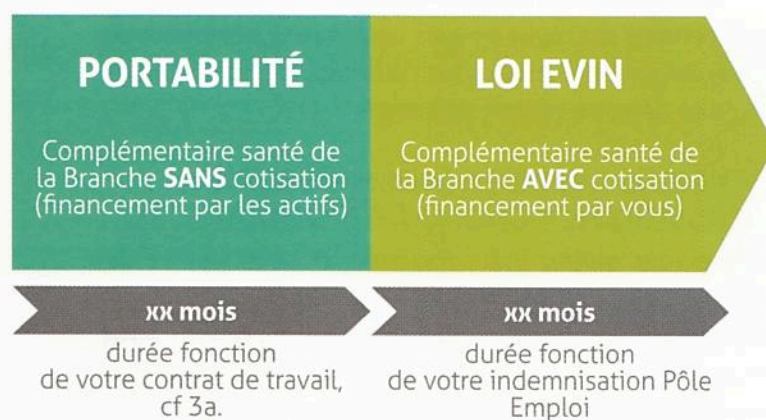 PORTABILITÉ
Complémentaire santé de
la Branche SANS cotisation
(financement par les actifs)
LOI EVIN
Complémentaire santé de
la Branche AVEC cotisation
(financement par vous)
xx mois
durée fonction
de votre contrat de travail,
cf 3a.
xx mois
durée fonction
de votre indemnisation Pôle
Emploi